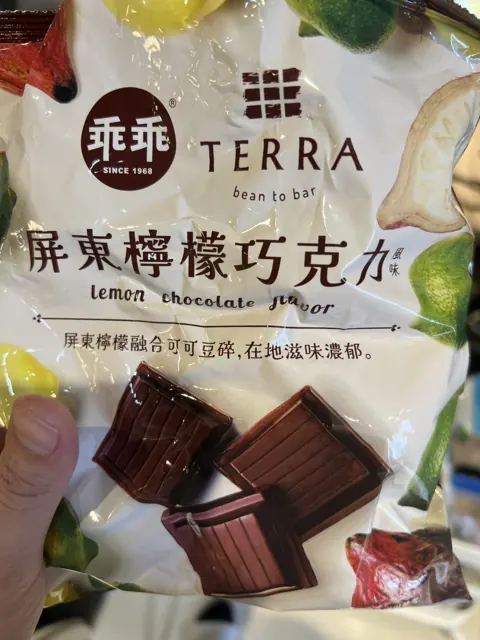 乖乖®
SINCE 1968
TERRA
bean to bar
屏東檸檬巧克力風味
lemon chocolate flavor
屏東檸檬融合可可豆碎,在地滋味濃郁。